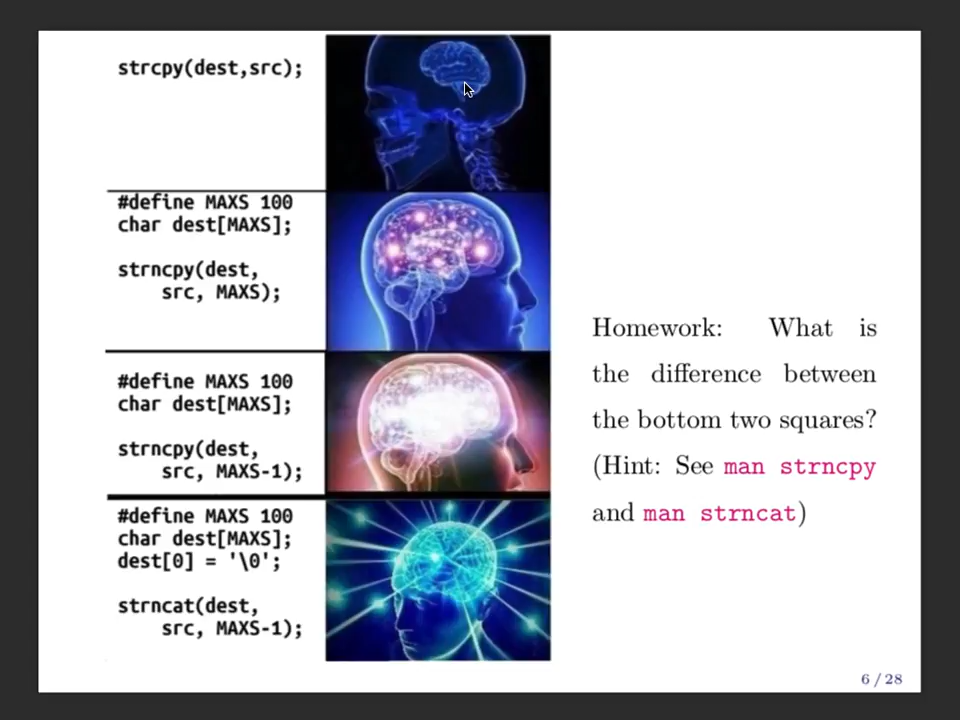 strcpy(dest,src);
#define MAXS 100
char dest[MAXS];
strncpy(dest,
src, MAXS);
#define MAXS 100
char dest[MAXS];
strncpy(dest,
src, MAXS-1);
#define MAXS 100
char dest[MAXS];
dest[0] = '\0';
strncat(dest,
src, MAXS-1);
Homework: What is
the difference between
the bottom two squares?
(Hint: See man strncpy
and man strncat)
6 / 28